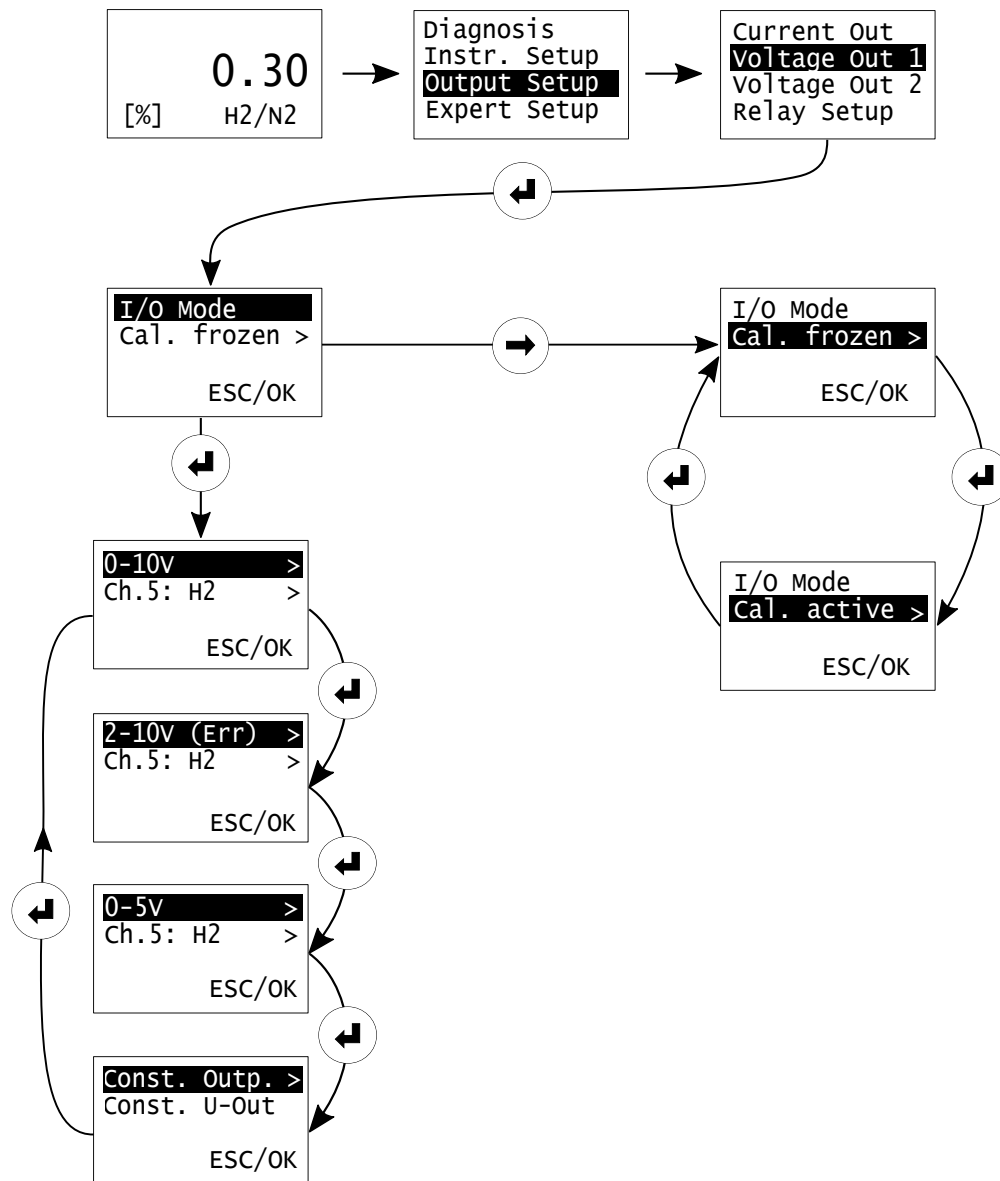 0.30
[%] H2/N2
Diagnosis
Instr. Setup
Output Setup
Expert Setup
Current Out
Voltage Out 1
Voltage Out 2
Relay Setup
I/O Mode
Cal. frozen >
ESC/OK
I/O Mode
Cal. frozen >
ESC/OK
0-10V >
Ch.5: H2 >
ESC/OK
I/O Mode
Cal. active >
ESC/OK
2-10V (Err) >
Ch.5: H2 >
ESC/OK
0-5V >
Ch.5: H2 >
ESC/OK
Const. Outp. >
Const. U-Out
ESC/OK